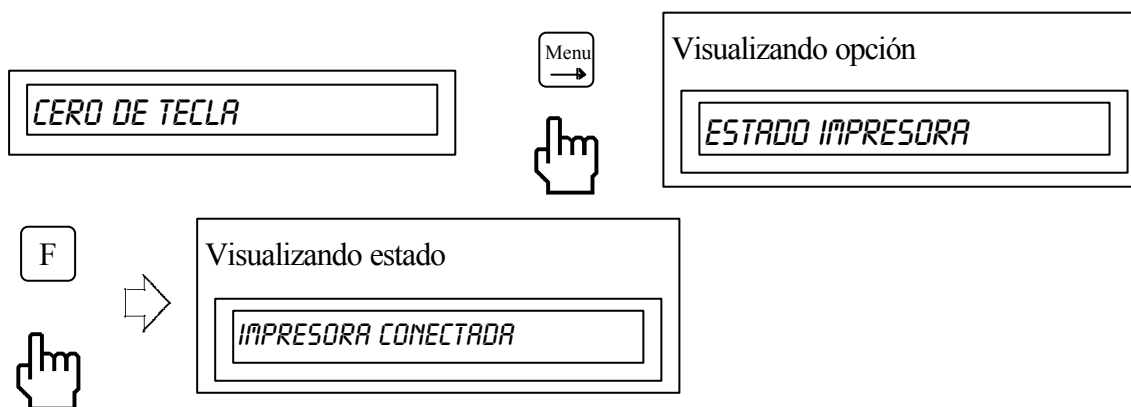 CERO DE TECLA
Menu
Visualizando opción
ESTADO IMPRESORA
F
Visualizando estado
IMPRESORA CONECTADA